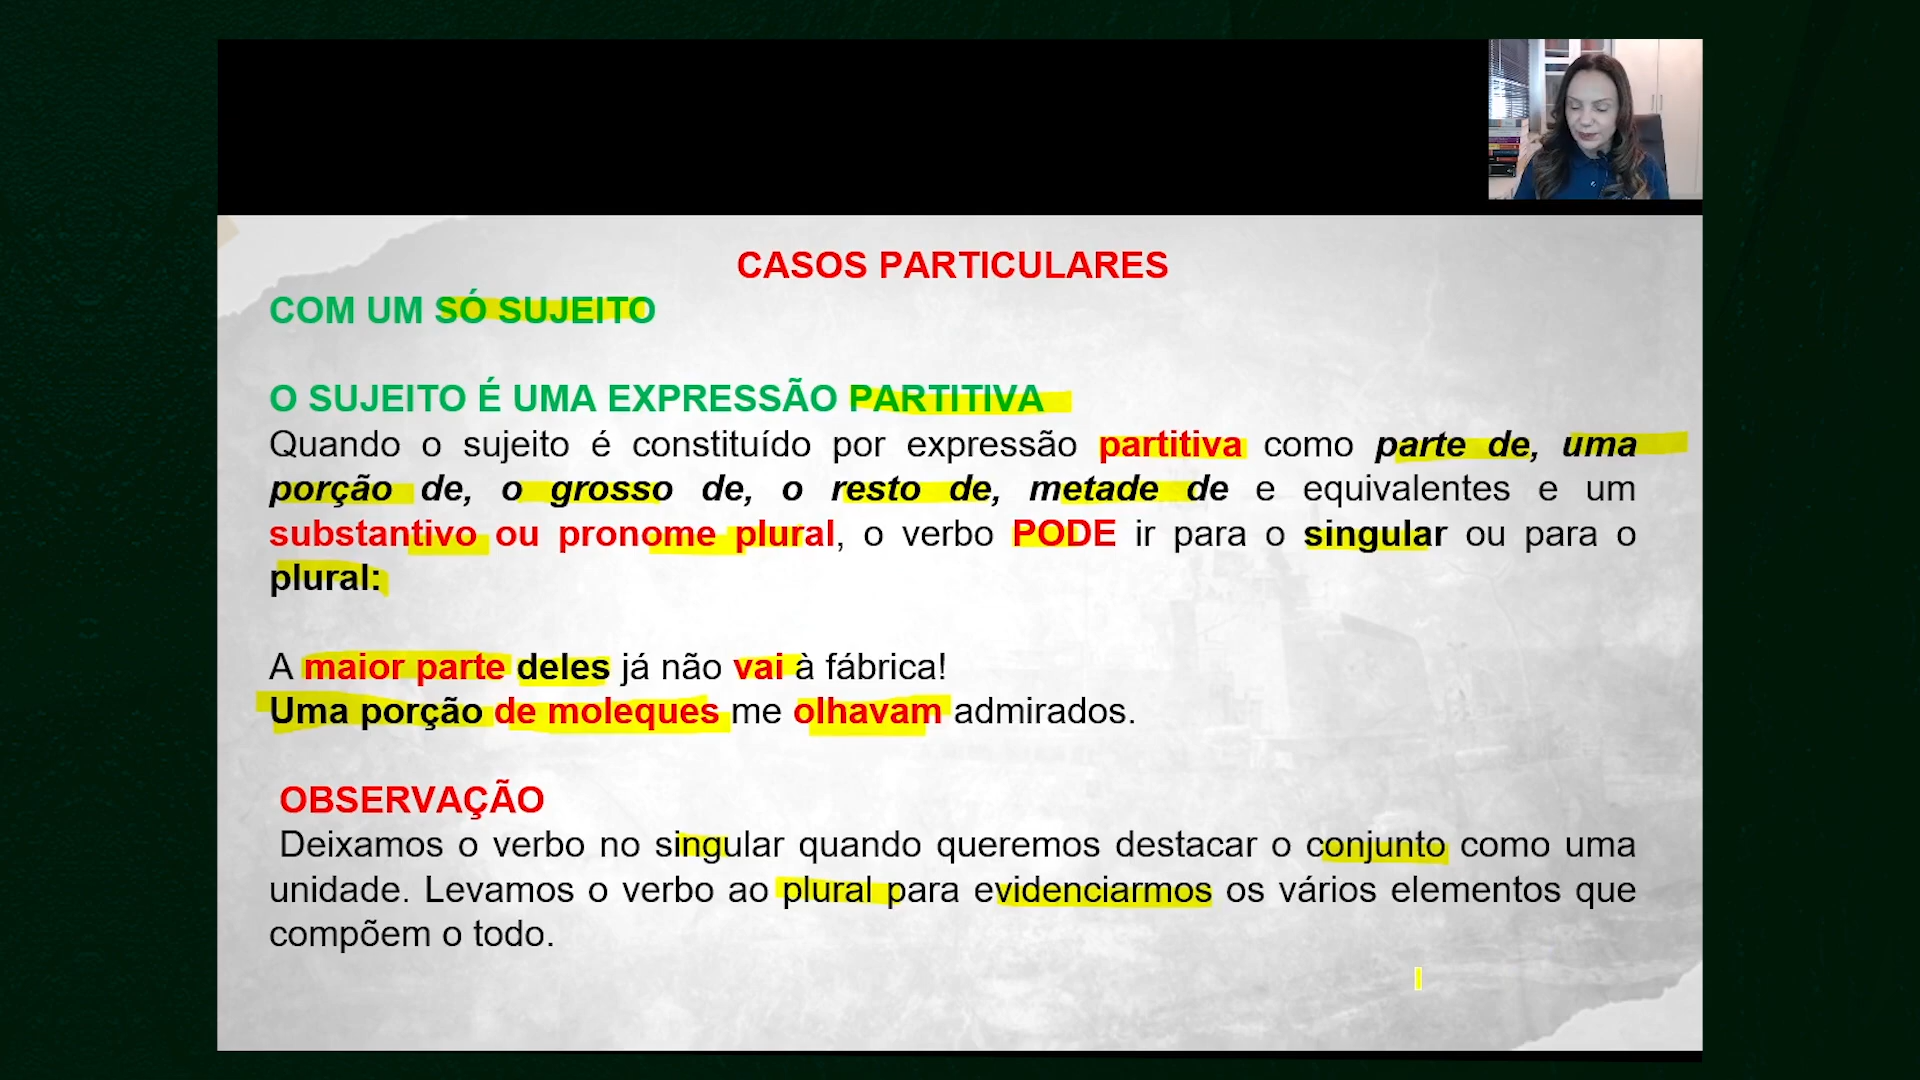 CASOS PARTICULARES
COM UM SÓ SUJEITO
O SUJEITO É UMA EXPRESSÃO PARTITIVA
Quando o sujeito é constituído por expressão partitiva como parte de, uma
porção de, o grosso de, o resto de, metade de e equivalentes e um
substantivo ou pronome plural, o verbo PODE ir para o singular ou para o
plural:
A maior parte deles já não vai à fábrica!
Uma porção de moleques me olhavam admirados.
OBSERVAÇÃO
Deixamos o verbo no singular quando queremos destacar o conjunto como uma
unidade. Levamos o verbo ao plural para evidenciarmos os vários elementos que
compõem o todo.